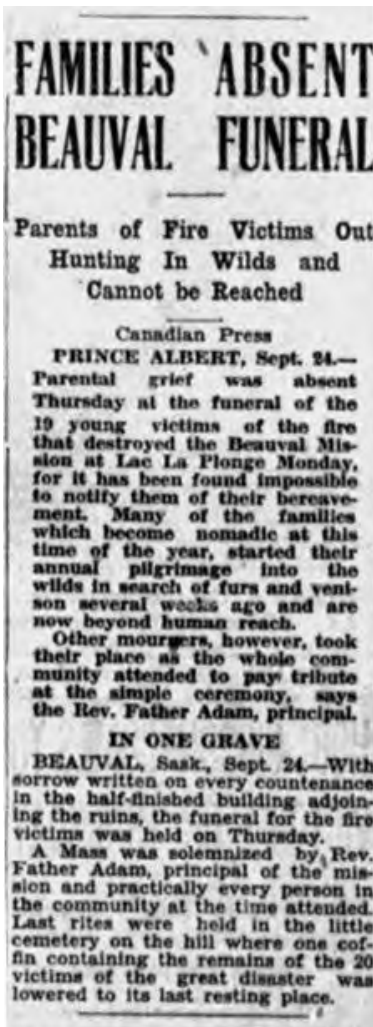 FAMILIES ABSENT
BEAUVAL FUNERAL
Parents of Fire Victims Out
Hunting In Wilds and
Cannot be Reached
Canadian Press
PRINCE ALBERT, Sept. 24.—
Parental grief was absent
Thursday at the funeral of the
19 young victims of the fire
that destroyed the Beauval Mis-
sion at Lac La Plonge Monday,
for it has been found impossible
to notify them of their bereave-
ment. Many of the families
which become nomadic at this
time of the year, started their
annual pilgrimage into the
wilds in search of furs and veni-
son several weeks ago and are
now beyond human reach.
Other mourners, however, took
their place as the whole com-
munity attended to pay tribute
at the simple ceremony, says
the Rev. Father Adam, principal.
IN ONE GRAVE
BEAUVAL, Sask., Sept. 24.—With
sorrow written on every countenance
in the half-finished building adjoin-
ing the ruins, the funeral for the fire
victims was held on Thursday.
A Mass was solemnized by Rev.
Father Adam, principal of the mis-
sion and practically every person in
the community at the time attended.
Last rites were held in the little
cemetery on the hill where one cof-
fin containing the remains of the 20
victims of the great disaster was
lowered to its last resting place.